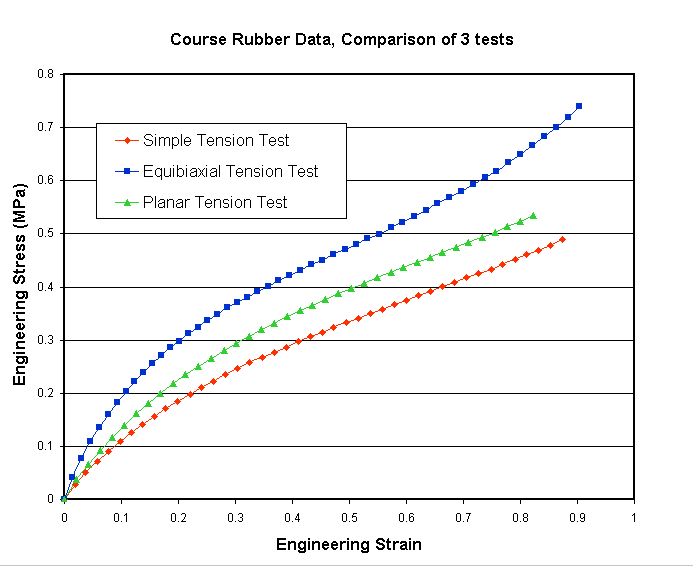 Course Rubber Data, Comparison of 3 tests
0.8
0.7
0.6
0.5
0.4
0.3
0.2
0.1
0
Simple Tension Test
Equibiaxial Tension Test
Planar Tension Test
Engineering Stress (MPa)
0 0.1 0.2 0.3 0.4 0.5 0.6 0.7 0.8 0.9 1
Engineering Strain